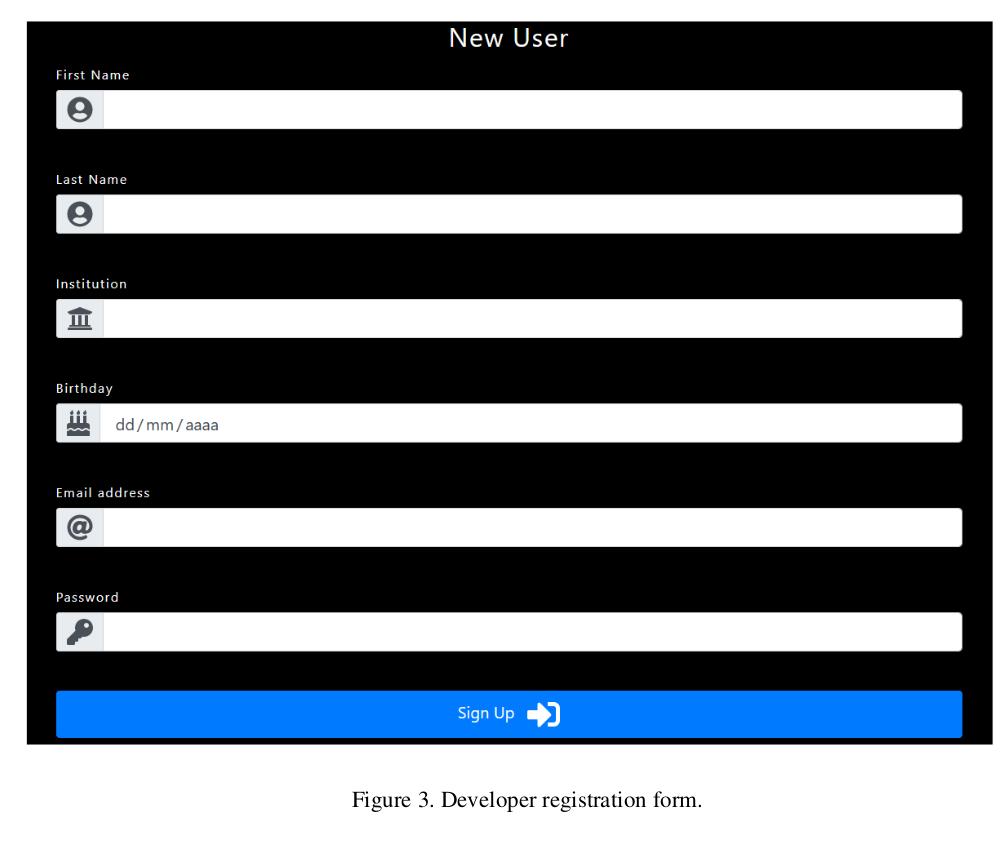 New User
First Name
Last Name
Institution
Birthday
dd/mm/aaaa
Email address
@
Password
Sign Up
Figure 3. Developer registration form.